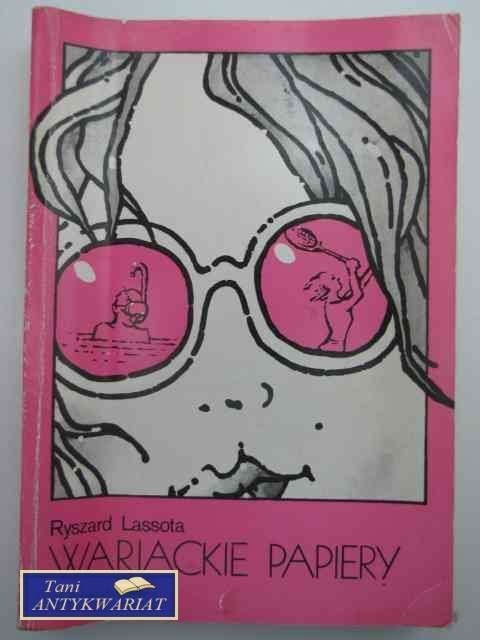 Ryszard Lassota
WARIACKIE PAPIERY
Tani
ANTYKWARIAT